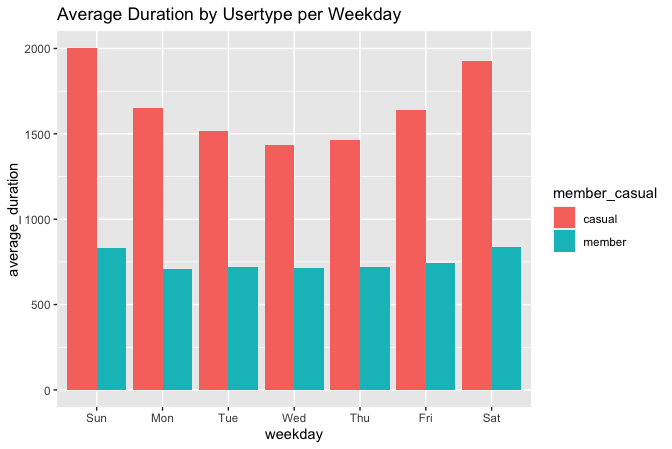 Average Duration by Usertype per Weekday
2000
1500
1000
500
0
average_duration
Sun Mon Tue Wed Thu Fri Sat
weekday
member_casual
casual
member